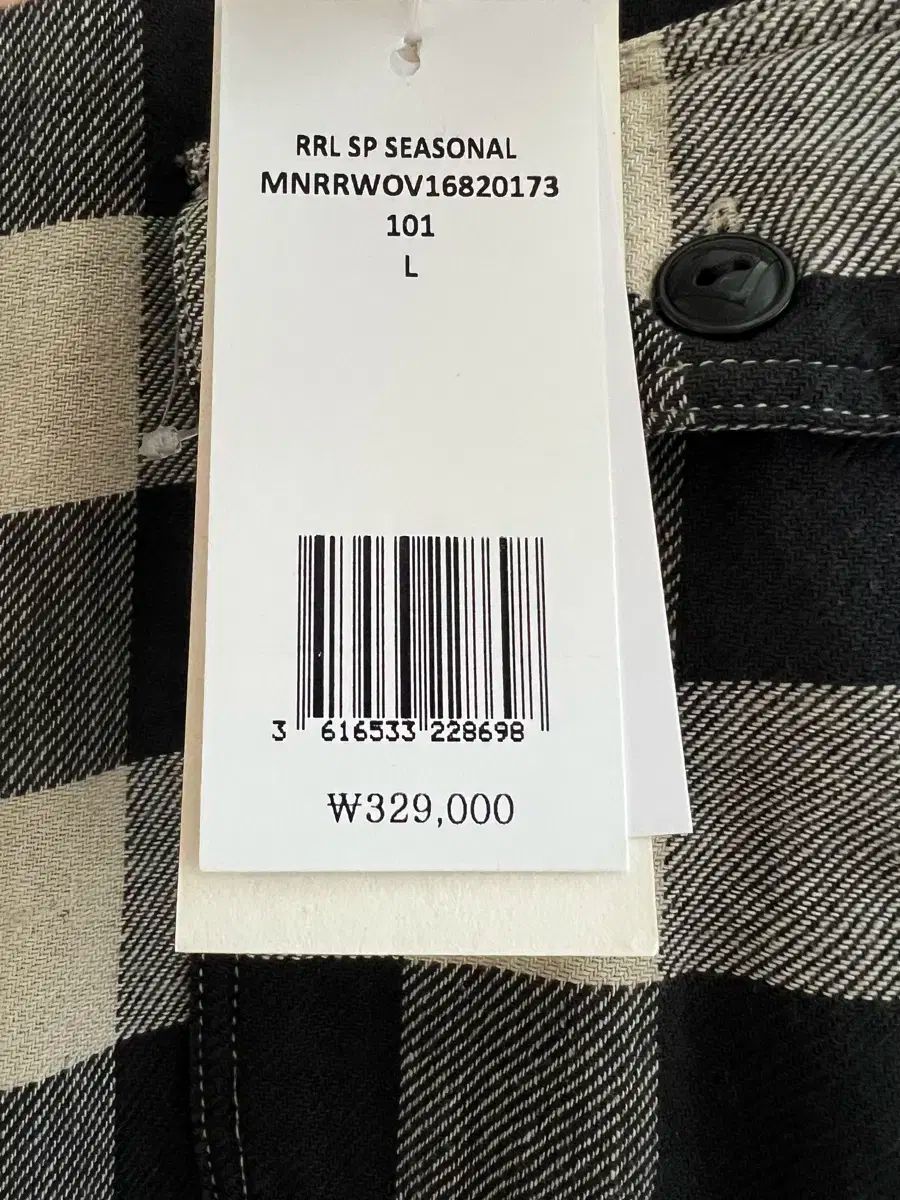 RRL SP SEASONAL
MNRRWOV16820173
101
L
3 616533 228698
₩329,000